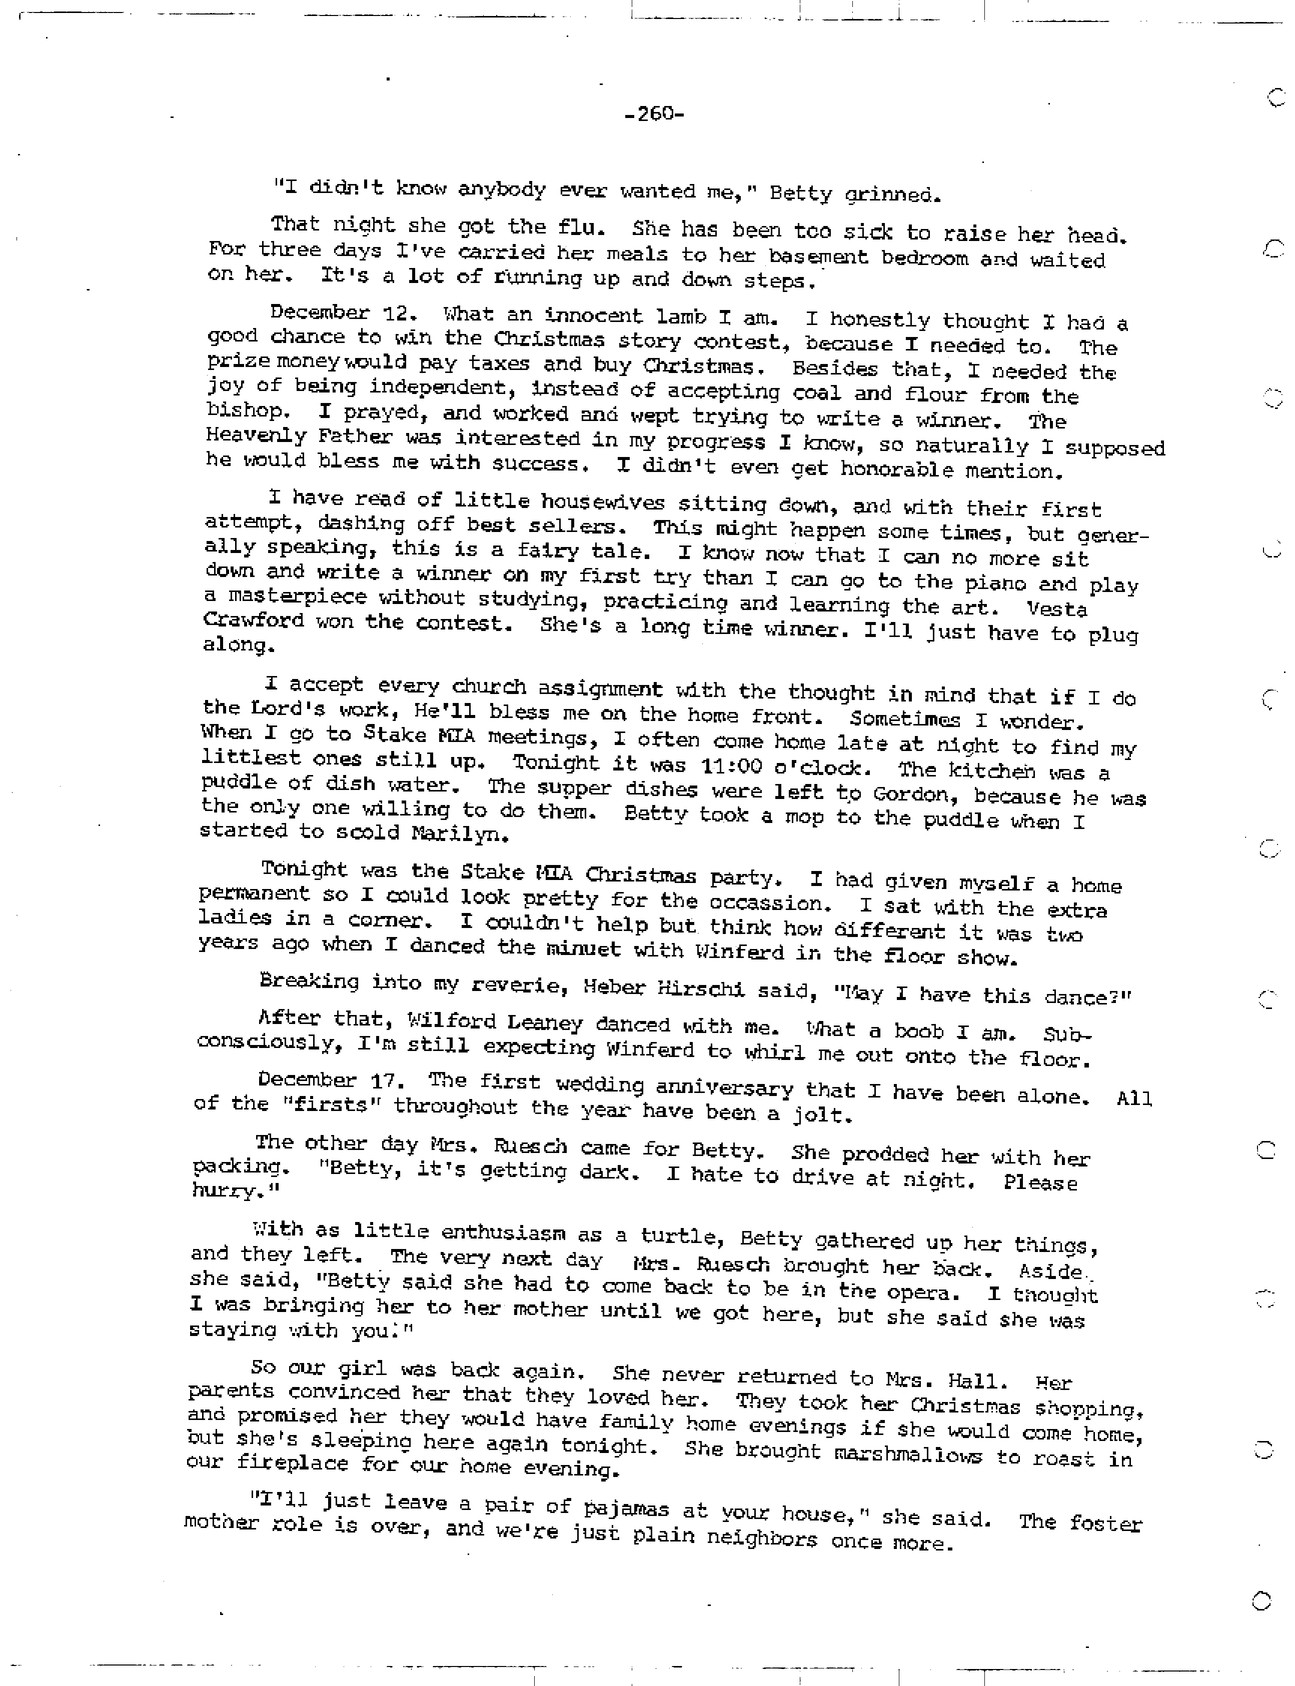 -260-
"I didn't know anybody ever wanted me," Betty grinned.
That night she got the flu.  She has been too sick to raise her head.
For three days I've carried her meals to her basement bedroom and waited
on her.  It's a lot of running up and down steps.
December 12.  What an innocent lamb I am.  I honestly thought I had a
good chance to win the Christmas story contest, because I needed to.  The
prize money would pay taxes and buy Christmas.  Besides that, I needed the
joy of being independent, instead of accepting coal and flour from the
bishop.  I prayed, and worked and wept trying to write a winner.  The
Heavenly Father was interested in my progress I know, so naturally I supposed
he would bless me with success.  I didn't even get honorable mention.
I have read of little housewives sitting down, and with their first
attempt, dashing off best sellers.  This might happen some times, but gener-
ally speaking, this is a fairy tale.  I know now that I can no more sit
down and write a winner on my first try than I can go to the piano and play
a masterpiece without studying, practicing and learning the art.  Vesta
Crawford won the contest.  She's a long time winner. I'll just have to plug
along.
I accept every church assignment with the thought in mind that if I do
the Lord's work, He'll bless me on the home front.  Sometimes I wonder.
When I go to Stake MIA meetings, I often come home late at night to find my
littlest ones still up.  Tonight it was 11:00 o'clock.  The kitchen was a
puddle of dish water.  The supper dishes were left to Gordon, because he was
the only one willing to do them.  Betty took a mop to the puddle when I
started to scold Marilyn.
Tonight was the Stake MIA Christmas party.  I had given myself a home
permanent so I could look pretty for the occassion.  I sat with the extra
ladies in a corner.  I couldn't help but think how different it was two
years ago when I danced the minuet with Winferd in the floor show.
Breaking into my reverie, Heber Hirschi said, "May I have this dance?"
After that, Wilford Leaney danced with me.  What a boob I am.  Sub-
consciously, I'm still expecting Winferd to whirl me out onto the floor.
December 17.  The first wedding anniversary that I have been alone.  All
of the "firsts" throughout the year have been a jolt.
The other day Mrs. Ruesch came for Betty.  She prodded her with her
packing.  "Betty, it's getting dark.  I hate to drive at night.  Please
hurry."
With as little enthusiasm as a turtle, Betty gathered up her things,
and they left.  The very next day  Mrs. Ruesch brought her back.  Aside
she said, "Betty said she had to come back to be in the opera.  I thought
I was bringing her to her mother until we got here, but she said she was
staying with you."
So our girl was back again.  She never returned to Mrs. Hall.  Her
parents convinced her that they loved her.  They took her Christmas shopping,
and promised her they would have family home evenings if she would come home,
but she's sleeping here again tonight.  She brought marshmallows to roast in
our fireplace for our home evening.
"I'll just leave a pair of pajamas at your house," she said.  The foster
mother role is over, and we're just plain neighbors once more.